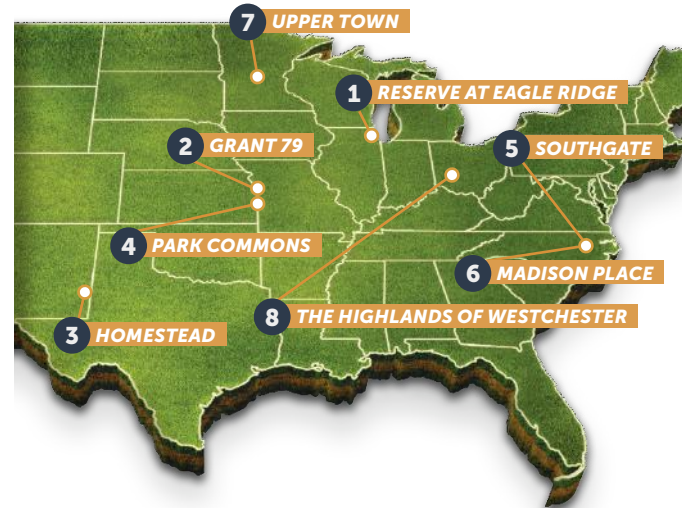 7 UPPER TOWN
1 RESERVE AT EAGLE RIDGE
2 GRANT 79
5 SOUTHGATE
4 PARK COMMONS
6 MADISON PLACE
8 THE HIGHLANDS OF WESTCHESTER
3 HOMESTEAD